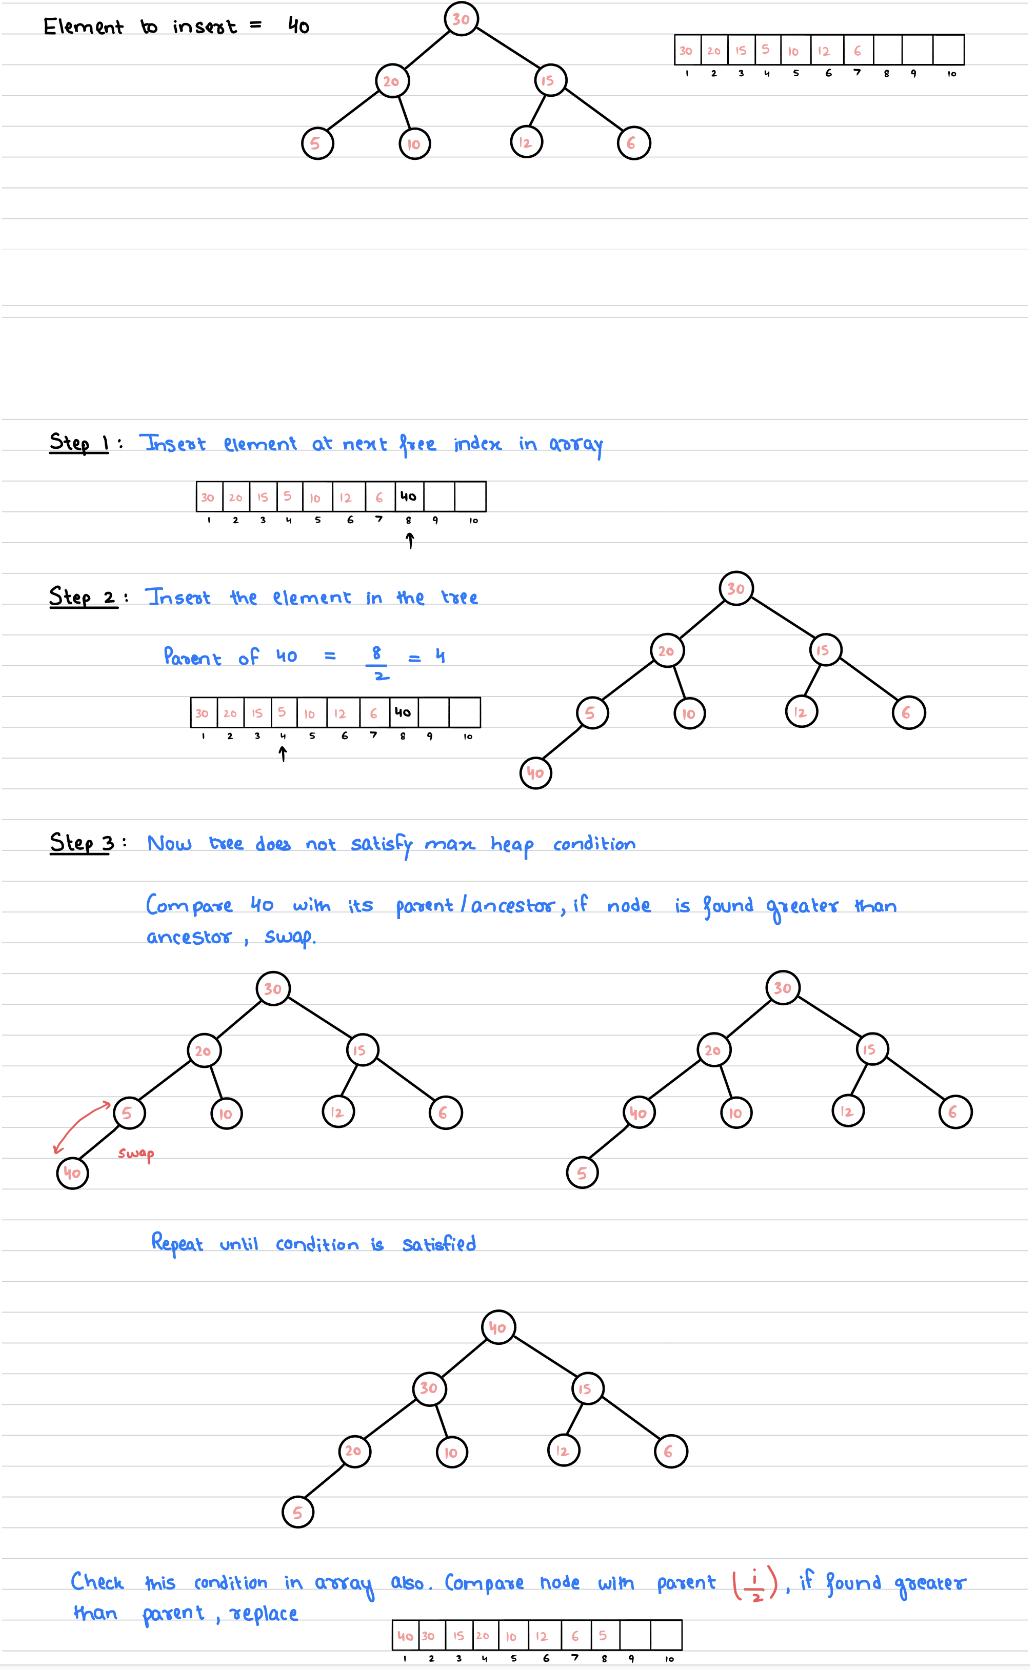 Element to insert = 40
30
20 15
5 10 12 6
30 20 15 5 10 12 6
1 2 3 4 5 6 7 8 9 10
Step 1: Insert element at next free index in array
30 20 15 5 10 12 6 40
1 2 3 4 5 6 7 8 9 10
Step 2: Insert the element in the tree
Parent of 40 = 8/2 = 4
30 20 15 5 10 12 6 40
1 2 3 4 5 6 7 8 9 10
30
20 15
5 10 12 6
40
Step 3: Now tree does not satisfy max heap condition
Compare 40 with its parent/ancestor, if node is found greater than
ancestor, swap.
30
20 15
5 10 12 6
swap
40
30
20 15
40 10 12 6
5
Repeat until condition is satisfied
40
30 15
20 10 12 6
5
Check this condition in array also. Compare node with parent (i/2), if found greater
than parent, replace
40 30 15 20 10 12 6 5
1 2 3 4 5 6 7 8 9 10